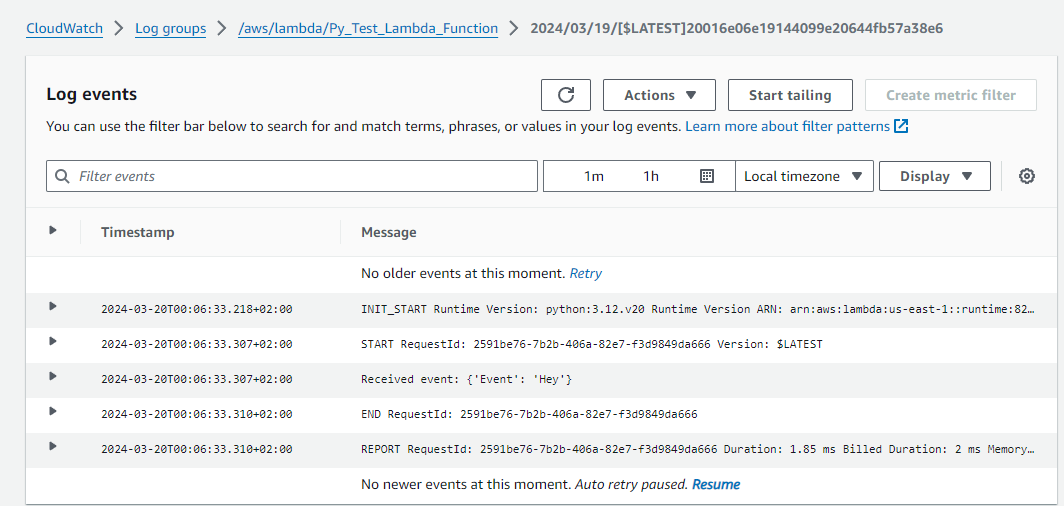 CloudWatch > Log groups > /aws/lambda/Py_Test_Lambda_Function > 2024/03/19/[$LATEST]20016e06e19144099e20644fb57a38e6
Log events
Actions
Start tailing
Create metric filter
You can use the filter bar below to search for and match terms, phrases, or values in your log events. Learn more about filter patterns
Filter events
1m
1h
Local timezone
Display
Timestamp Message
No older events at this moment. Retry
2024-03-20T00:06:33.218+02:00 INIT_START Runtime Version: python:3.12.v20 Runtime Version ARN: arn:aws:lambda:us-east-1::runtime:82…
2024-03-20T00:06:33.307+02:00 START RequestId: 2591be76-7b2b-406a-82e7-f3d9849da666 Version: $LATEST
2024-03-20T00:06:33.307+02:00 Received event: {'Event': 'Hey'}
2024-03-20T00:06:33.310+02:00 END RequestId: 2591be76-7b2b-406a-82e7-f3d9849da666
2024-03-20T00:06:33.310+02:00 REPORT RequestId: 2591be76-7b2b-406a-82e7-f3d9849da666 Duration: 1.85 ms Billed Duration: 2 ms Memory…
No newer events at this moment. Auto retry paused. Resume